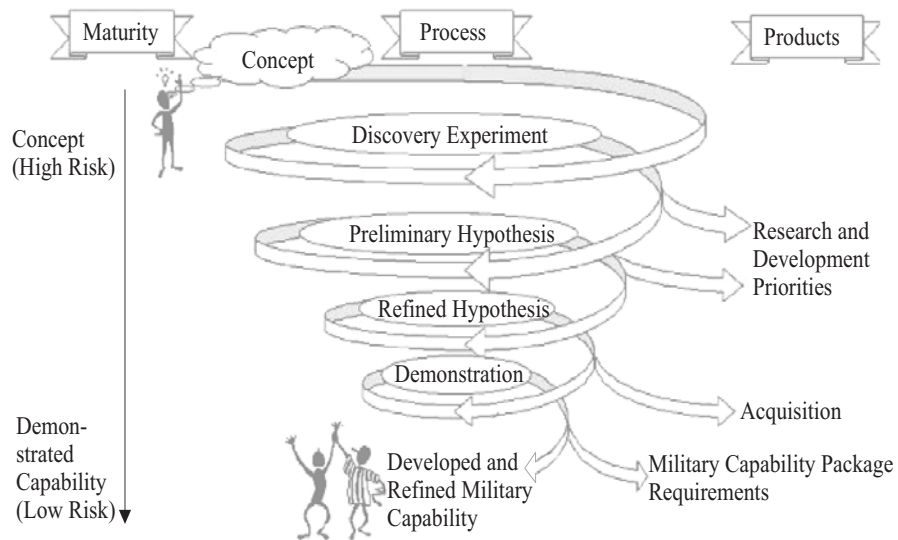 Maturity
Process
Products
Concept
Concept
(High Risk)
Discovery Experiment
Preliminary Hypothesis
Research and
Development
Priorities
Refined Hypothesis
Demonstration
Acquisition
Demon-
strated
Capability
(Low Risk)
Developed and
Refined Military
Capability
Military Capability Package
Requirements